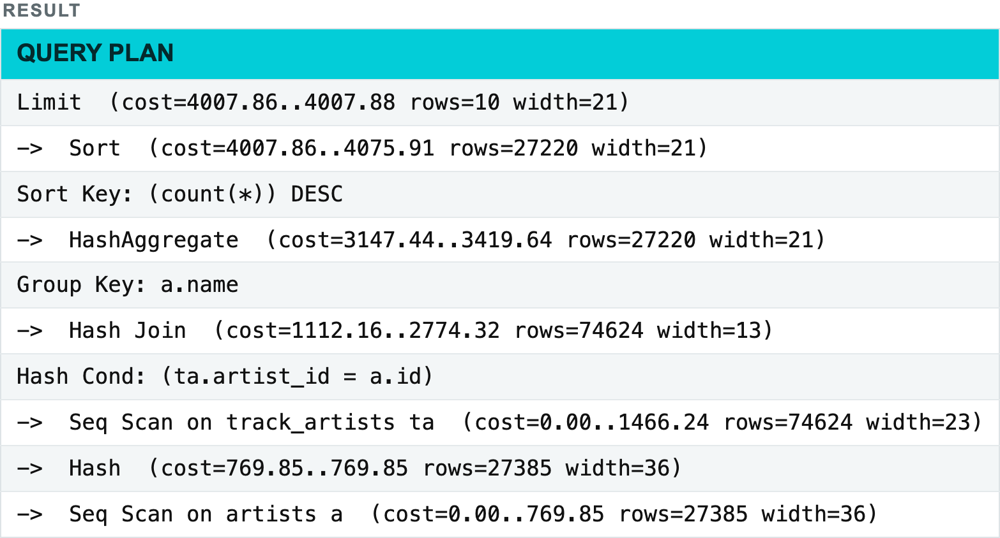 RESULT
QUERY PLAN
Limit  (cost=4007.86..4007.88 rows=10 width=21)
->  Sort  (cost=4007.86..4075.91 rows=27220 width=21)
Sort Key: (count(*)) DESC
->  HashAggregate  (cost=3147.44..3419.64 rows=27220 width=21)
Group Key: a.name
->  Hash Join  (cost=1112.16..2774.32 rows=74624 width=13)
Hash Cond: (ta.artist_id = a.id)
->  Seq Scan on track_artists ta  (cost=0.00..1466.24 rows=74624 width=23)
->  Hash  (cost=769.85..769.85 rows=27385 width=36)
->  Seq Scan on artists a  (cost=0.00..769.85 rows=27385 width=36)